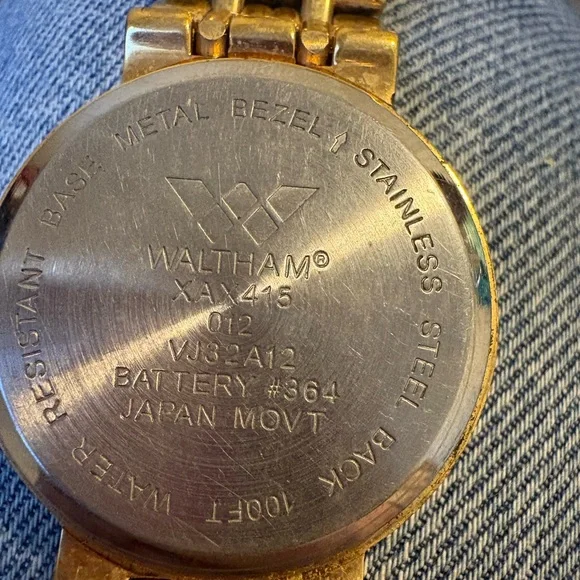 WALTHAM®
XAX415
012
VJ32A12
BATTERY #364
JAPAN MOVT
STAINLESS STEEL BACK 100FT WATER RESISTANT BASE METAL BEZEL